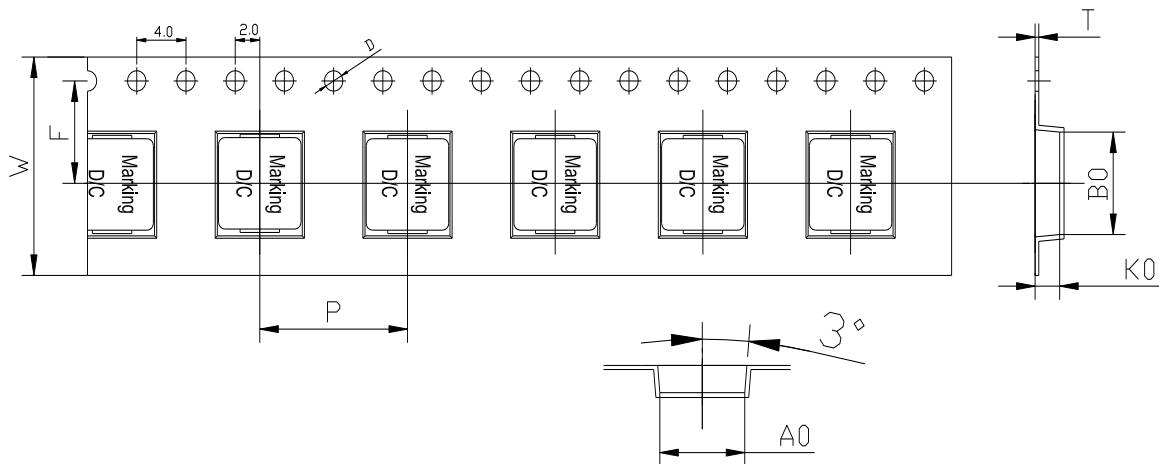 4.0
2.0
D
T
F
W
Marking
D/C
Marking
D/C
Marking
D/C
Marking
D/C
Marking
D/C
Marking
D/C
B0
K0
P
3°
A0